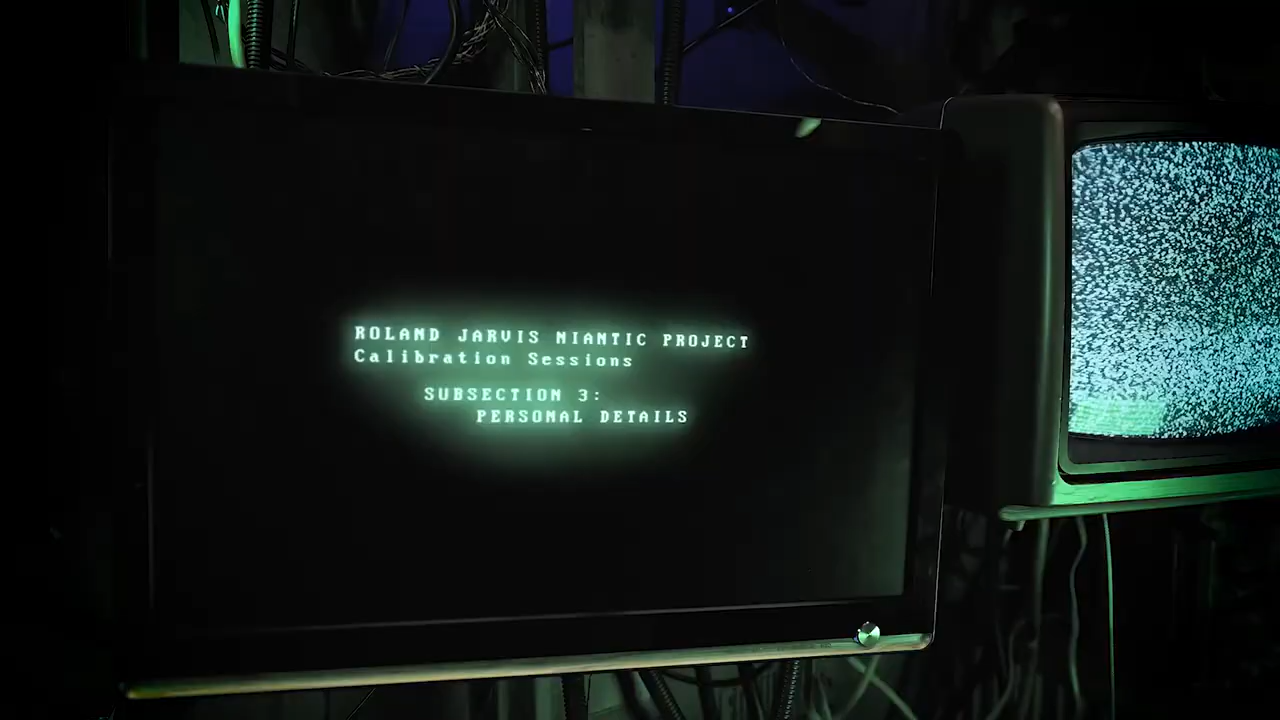 ROLAND JARVIS NIANTIC PROJECT
Calibration Sessions
SUBSECTION 3:
PERSONAL DETAILS